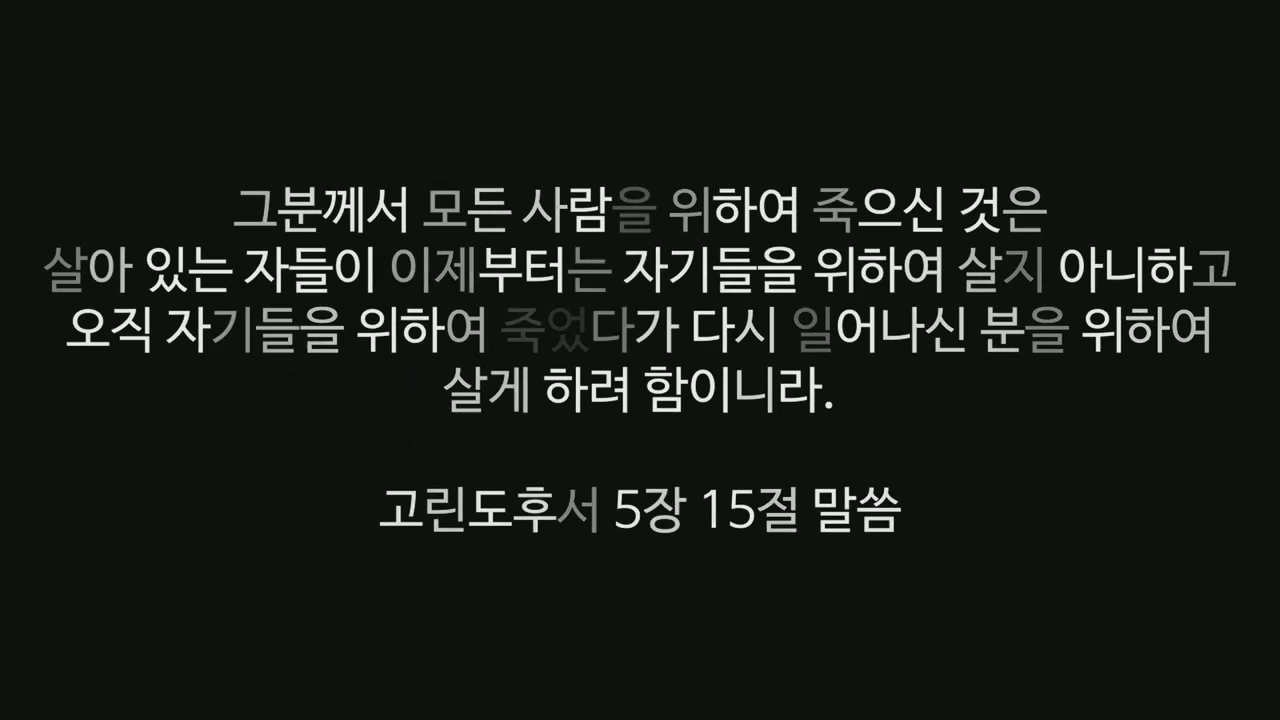 그분께서 모든 사람을 위하여 죽으신 것은
살아 있는 자들이 이제부터는 자기들을 위하여 살지 아니하고
오직 자기들을 위하여 죽었다가 다시 일어나신 분을 위하여
살게 하려 함이니라.
고린도후서 5장 15절 말씀